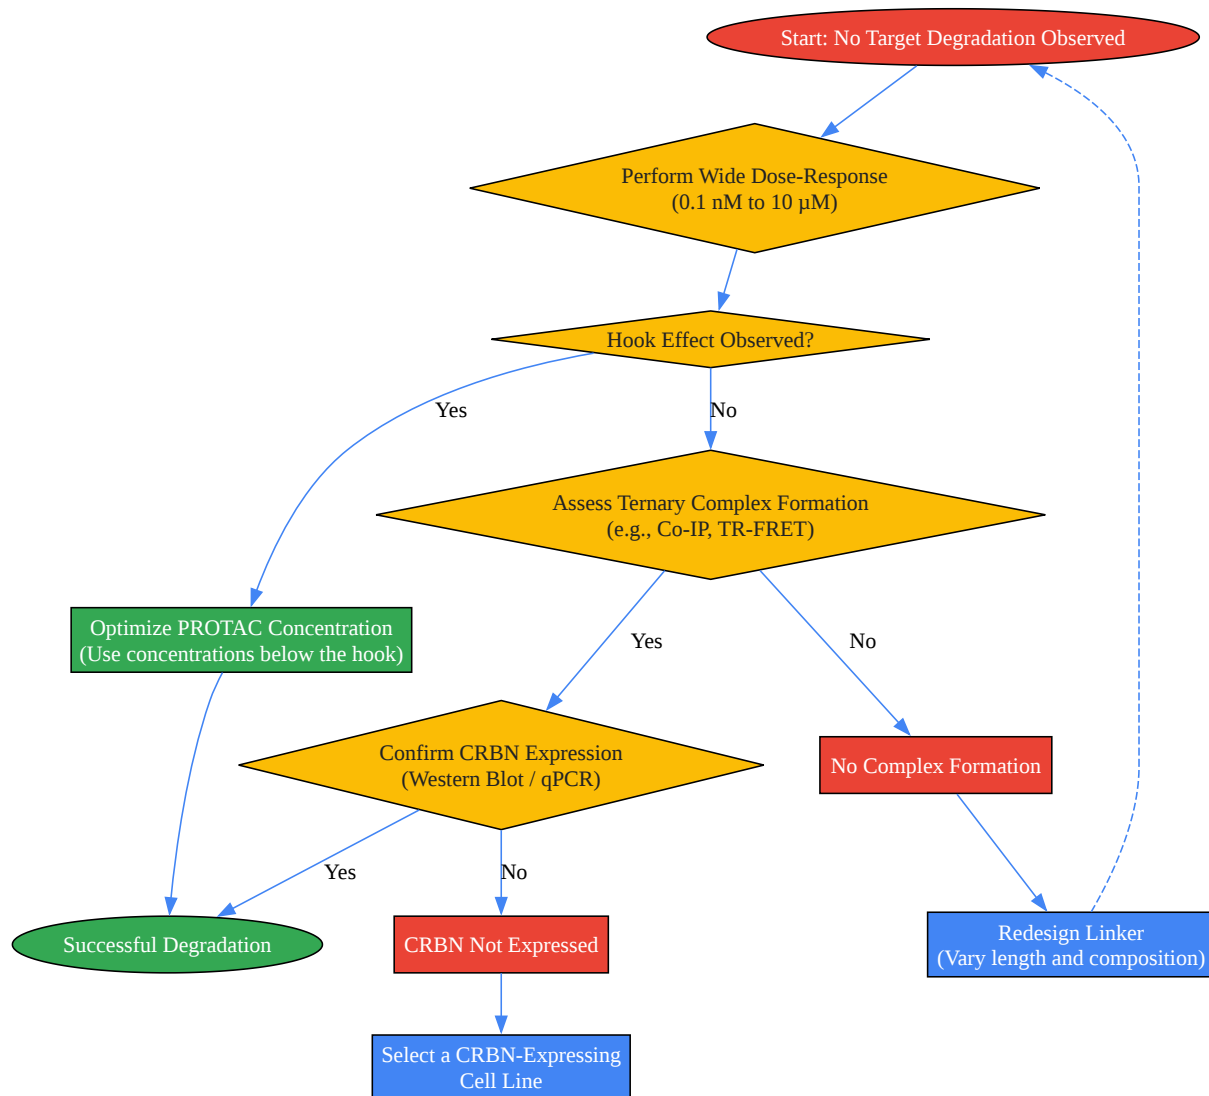 Start: No Target Degradation Observed
Perform Wide Dose-Response
(0.1 nM to 10 µM)
Hook Effect Observed?
Yes
No
Assess Ternary Complex Formation
(e.g., Co-IP, TR-FRET)
Optimize PROTAC Concentration
(Use concentrations below the hook)
Yes
No
Confirm CRBN Expression
(Western Blot / qPCR)
No Complex Formation
Yes
No
Successful Degradation
CRBN Not Expressed
Redesign Linker
(Vary length and composition)
Select a CRBN-Expressing
Cell Line